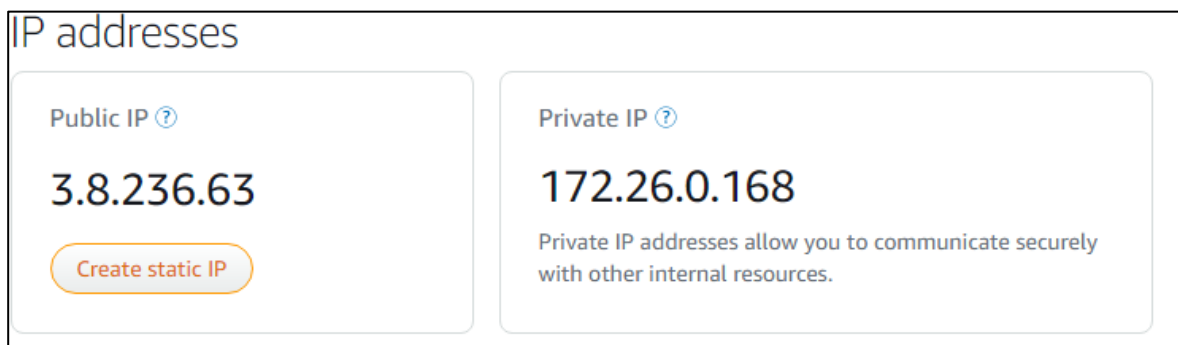 IP addresses
Public IP ?
3.8.236.63
Create static IP
Private IP ?
172.26.0.168
Private IP addresses allow you to communicate securely
with other internal resources.